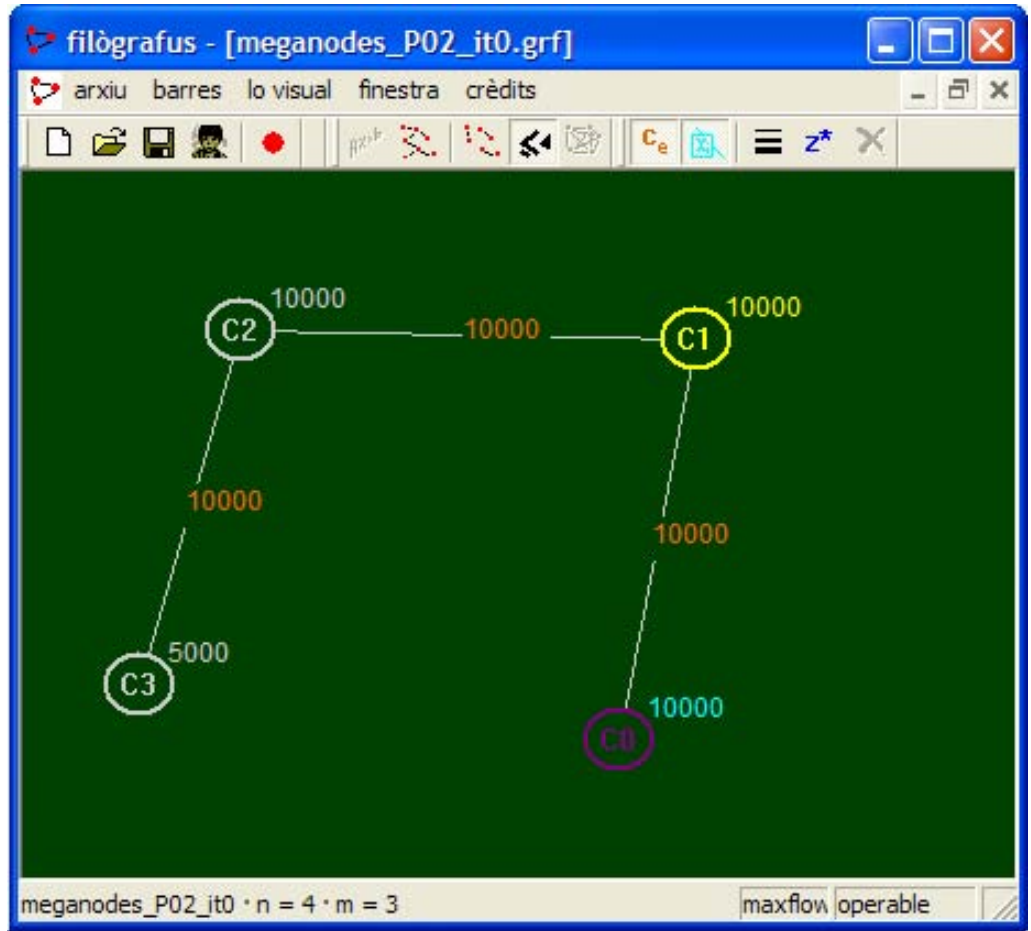 filògrafus - [meganodes_P02_it0.grf]
arxiu barres lo visual finestra crèdits
Ce z*
10000 10000
C2 10000 C1
10000
10000
5000
C3
10000
C0
meganodes_P02_it0 · n = 4 · m = 3 maxflow operable